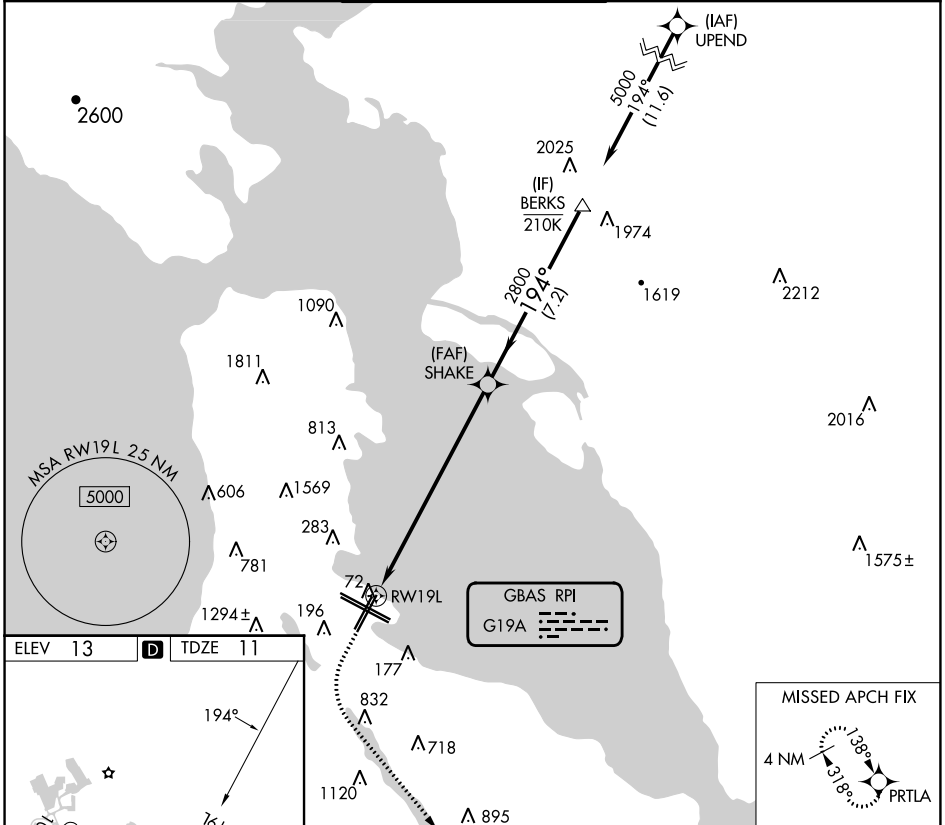 (IAF)
UPEND
5000
194°
(11.6)
2600
2025
(IF)
BERKS
210K
1974
2800
194°
(7.2)
1619
2212
1090
(FAF)
SHAKE
1811
2016
813
MSA RW19L 25 NM
5000
606
1569
283
781
1575±
72
RW19L
GBAS RPI
G19A
1294±
196
ELEV 13
D
TDZE 11
177
194°
832
718
1120
895
MISSED APCH FIX
4 NM
138°
318°
PRTLA